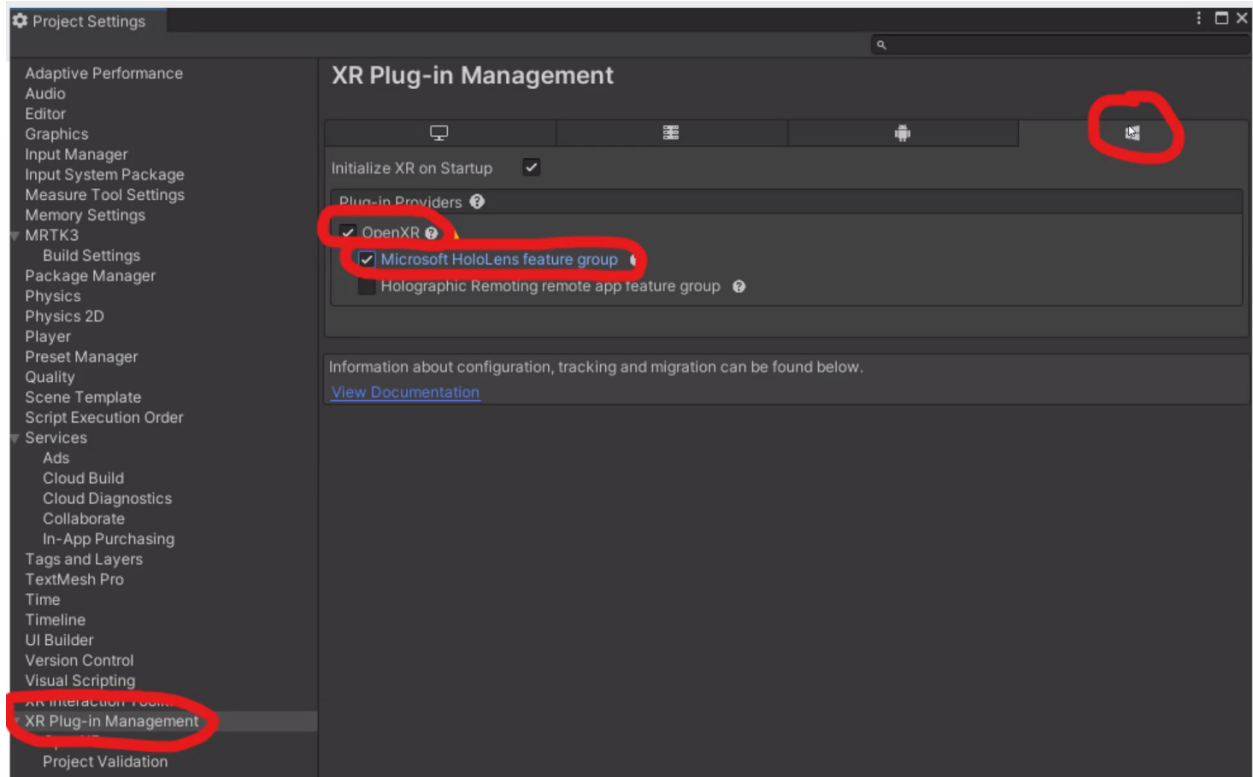 Project Settings
Adaptive Performance
Audio
Editor
Graphics
Input Manager
Input System Package
Measure Tool Settings
Memory Settings
MRTK3
Build Settings
Package Manager
Physics
Physics 2D
Player
Preset Manager
Quality
Scene Template
Script Execution Order
Services
Ads
Cloud Build
Cloud Diagnostics
Collaborate
In-App Purchasing
Tags and Layers
TextMesh Pro
Time
Timeline
UI Builder
Version Control
Visual Scripting
XR Interaction
XR Plug-in Management
Project Validation
XR Plug-in Management
Initialize XR on Startup
Plug-in Providers
OpenXR
Microsoft HoloLens feature group
Holographic Remoting remote app feature group
Information about configuration, tracking and migration can be found below.
View Documentation